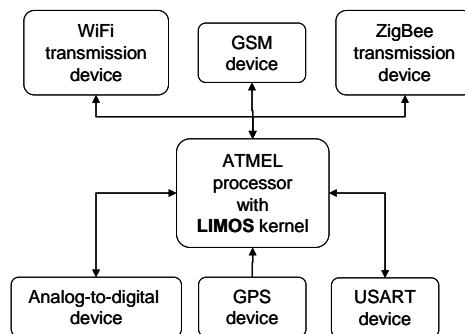 WiFi
transmission
device
GSM
device
ZigBee
transmission
device
ATMEL
processor
with
LIMOS kernel
Analog-to-digital
device
GPS
device
USART
device